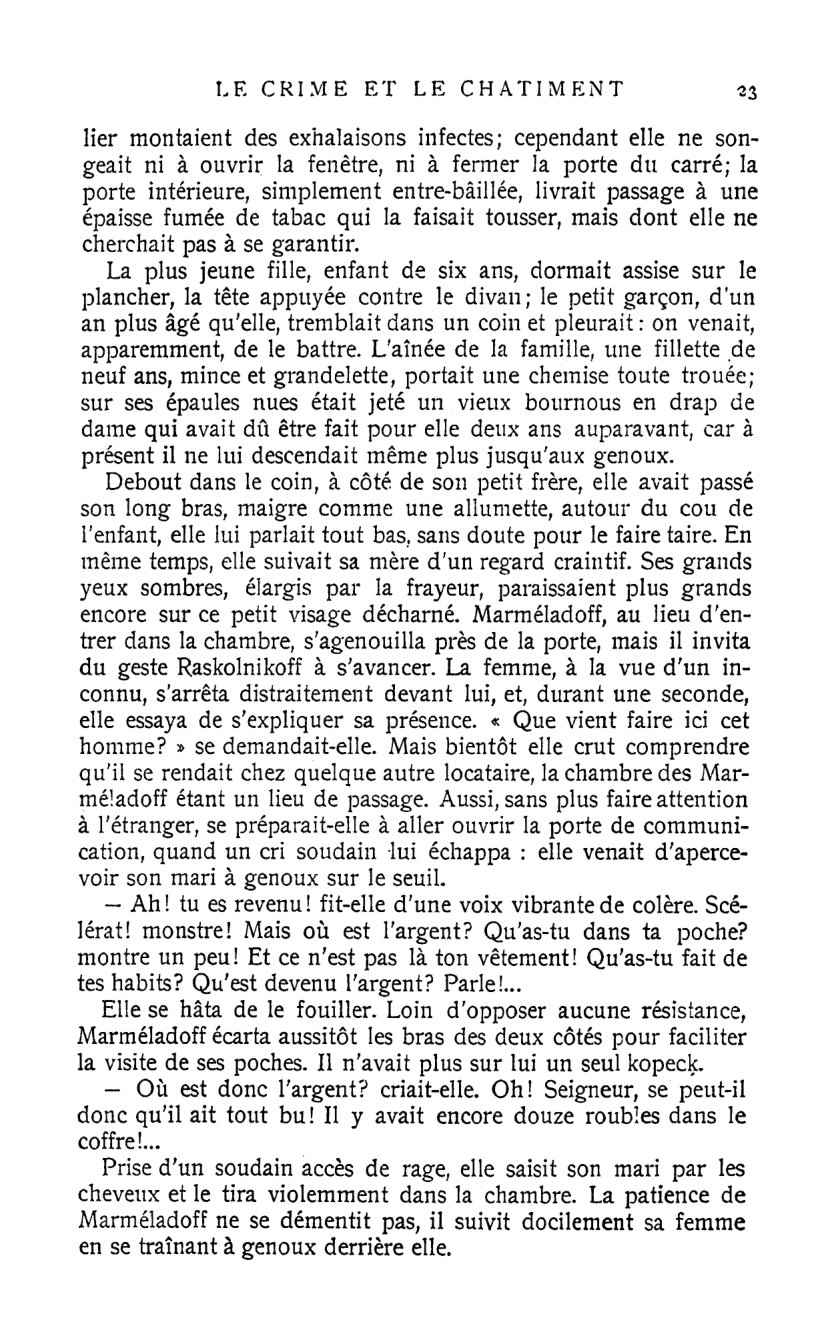 LE CRIME ET LE CHATIMENT 23
lier montaient des exhalaisons infectes; cependant elle ne son-
geait ni à ouvrir la fenêtre, ni à fermer la porte du carré; la
porte intérieure, simplement entre-bâillée, livrait passage à une
épaisse fumée de tabac qui la faisait tousser, mais dont elle ne
cherchait pas à se garantir.
La plus jeune fille, enfant de six ans, dormait assise sur le
plancher, la tête appuyée contre le divan; le petit garçon, d'un
an plus âgé qu'elle, tremblait dans un coin et pleurait : on venait,
apparemment, de le battre. L'aînée de la famille, une fillette de
neuf ans, mince et grandelette, portait une chemise toute trouée;
sur ses épaules nues était jeté un vieux bournous en drap de
dame qui avait dû être fait pour elle deux ans auparavant, car à
présent il ne lui descendait même plus jusqu'aux genoux.
Debout dans le coin, à côté de son petit frère, elle avait passé
son long bras, maigre comme une allumette, autour du cou de
l'enfant, elle lui parlait tout bas, sans doute pour le faire taire. En
même temps, elle suivait sa mère d'un regard craintif. Ses grands
yeux sombres, élargis par la frayeur, paraissaient plus grands
encore sur ce petit visage décharné. Marméladoff, au lieu d'en-
trer dans la chambre, s'agenouilla près de la porte, mais il invita
du geste Raskolnikoff à s'avancer. La femme, à la vue d'un in-
connu, s'arrêta distraitement devant lui, et, durant une seconde,
elle essaya de s'expliquer sa présence. « Que vient faire ici cet
homme? » se demandait-elle. Mais bientôt elle crut comprendre
qu'il se rendait chez quelque autre locataire, la chambre des Mar-
méladoff étant un lieu de passage. Aussi, sans plus faire attention
à l'étranger, se préparait-elle à aller ouvrir la porte de communi-
cation, quand un cri soudain lui échappa : elle venait d'aperce-
voir son mari à genoux sur le seuil.
— Ah! tu es revenu! fit-elle d'une voix vibrante de colère. Scé-
lérat! monstre! Mais où est l'argent? Qu'as-tu dans ta poche?
montre un peu! Et ce n'est pas là ton vêtement! Qu'as-tu fait de
tes habits? Qu'est devenu l'argent? Parle!...
Elle se hâta de le fouiller. Loin d'opposer aucune résistance,
Marméladoff écarta aussitôt les bras des deux côtés pour faciliter
la visite de ses poches. Il n'avait plus sur lui un seul kopeck.
— Où est donc l'argent? criait-elle. Oh! Seigneur, se peut-il
donc qu'il ait tout bu! Il y avait encore douze roubles dans le
coffre!...
Prise d'un soudain accès de rage, elle saisit son mari par les
cheveux et le tira violemment dans la chambre. La patience de
Marméladoff ne se démentit pas, il suivit docilement sa femme
en se traînant à genoux derrière elle.